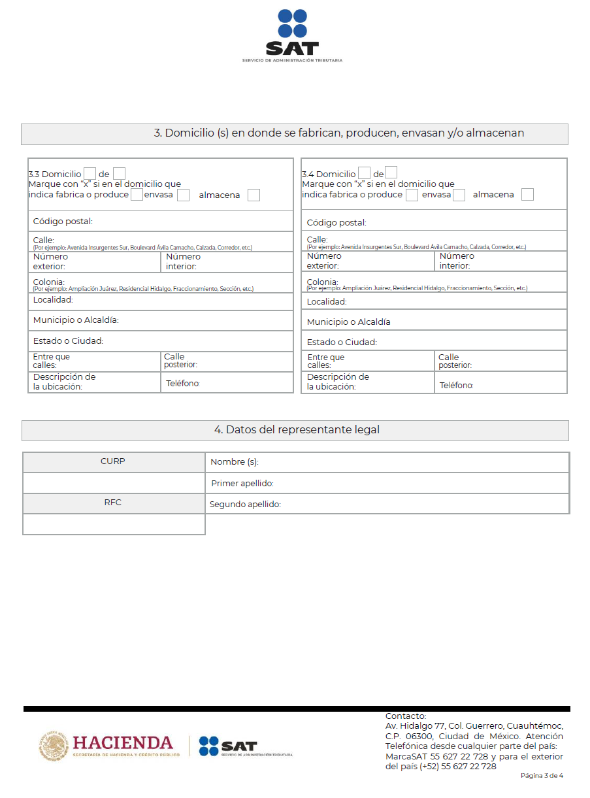 SAT
SERVICIO DE ADMINISTRACIÓN TRIBUTARIA
3. Domicilio (s) en donde se fabrican, producen, envasan y/o almacenan
3.3 Domicilio de
Marque con "x" si en el domicilio que
indica fabrica o produce envasa almacena
Código postal:
Calle:
(Por ejemplo: Avenida Insurgentes Sur, Boulevard Ávila Camacho, Calzada, Corredor, etc.)
Número exterior:
Número interior:
Colonia:
(Por ejemplo: Ampliación Juárez, Residencial Hidalgo, Fraccionamiento, Sección, etc.)
Localidad:
Municipio o Alcaldía:
Estado o Ciudad:
Entre que calles:
Calle posterior:
Descripción de la ubicación:
Teléfono:
3.4 Domicilio de
Marque con "x" si en el domicilio que
indica fabrica o produce envasa almacena
Código postal:
Calle:
(Por ejemplo: Avenida Insurgentes Sur, Boulevard Ávila Camacho, Calzada, Corredor, etc.)
Número exterior:
Número interior:
Colonia:
(Por ejemplo: Ampliación Juárez, Residencial Hidalgo, Fraccionamiento, Sección, etc.)
Localidad:
Municipio o Alcaldía
Estado o Ciudad:
Entre que calles:
Calle posterior:
Descripción de la ubicación:
Teléfono:
4. Datos del representante legal
CURP
Nombre (s):
Primer apellido:
RFC
Segundo apellido:
HACIENDA
SECRETARÍA DE HACIENDA Y CRÉDITO PÚBLICO
SAT
SERVICIO DE ADMINISTRACIÓN TRIBUTARIA
Contacto:
Av. Hidalgo 77, Col. Guerrero, Cuauhtémoc,
C.P. 06300, Ciudad de México. Atención
Telefónica desde cualquier parte del país:
MarcaSAT 55 627 22 728 y para el exterior
del país (+52) 55 627 22 728
Página 3 de 4